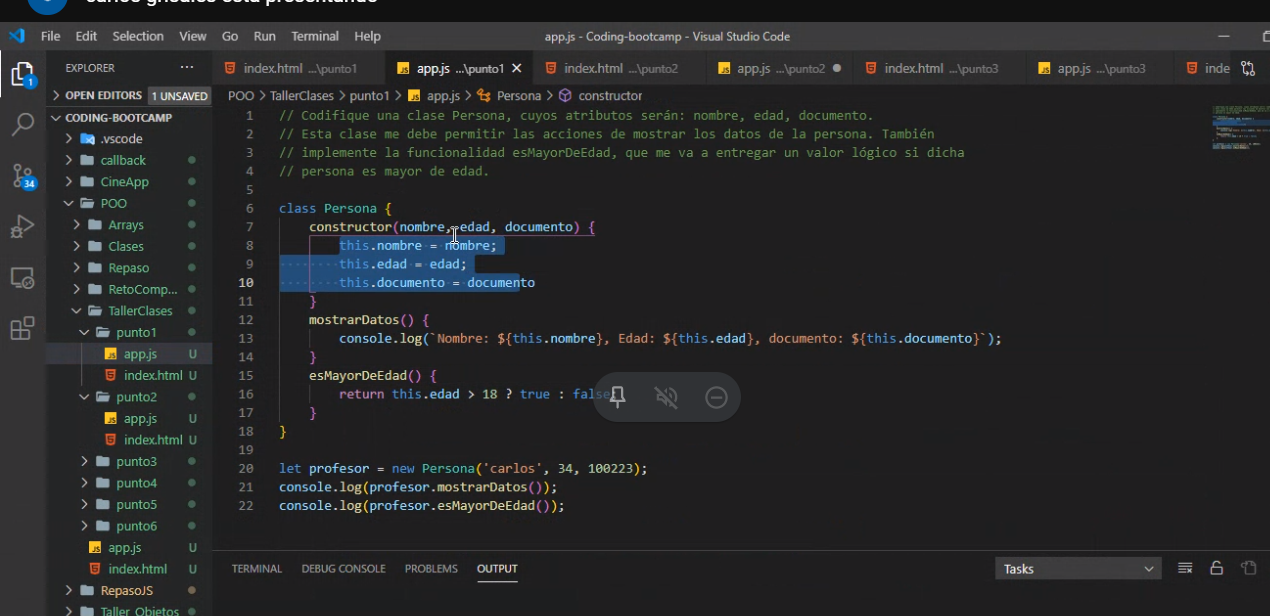 carlos grisales está presentando
File Edit Selection View Go Run Terminal Help
app.js - Coding-bootcamp - Visual Studio Code
EXPLORER ···
index.html ...\punto1
app.js ...\punto1
index.html ...\punto2
app.js ...\punto2
index.html ...\punto3
app.js ...\punto3
inde
OPEN EDITORS 1 UNSAVED
POO > TallerClases > punto1 > app.js > Persona > constructor
CODING-BOOTCAMP
.vscode
callback
CineApp
POO
Arrays
Clases
Repaso
RetoComp...
TallerClases
punto1
app.js U
index.html U
punto2
app.js U
index.html U
punto3
punto4
punto5
punto6
app.js U
index.html U
RepasoJS
Taller_Objetos
1
34
1 // Codifique una clase Persona, cuyos atributos serán: nombre, edad, documento.
2 // Esta clase me debe permitir las acciones de mostrar los datos de la persona. También
3 // implemente la funcionalidad esMayorDeEdad, que me va a entregar un valor lógico si dicha
4 // persona es mayor de edad.
5
6 class Persona {
7 constructor(nombre, edad, documento) {
8 this.nombre = nombre;
9 this.edad = edad;
10 this.documento = documento
11 }
12 mostrarDatos() {
13 console.log(`Nombre: ${this.nombre}, Edad: ${this.edad}, documento: ${this.documento}`);
14 }
15 esMayorDeEdad() {
16 return this.edad > 18 ? true : false;
17 }
18 }
19
20 let profesor = new Persona('carlos', 34, 100223);
21 console.log(profesor.mostrarDatos());
22 console.log(profesor.esMayorDeEdad());
TERMINAL DEBUG CONSOLE PROBLEMS OUTPUT
Tasks